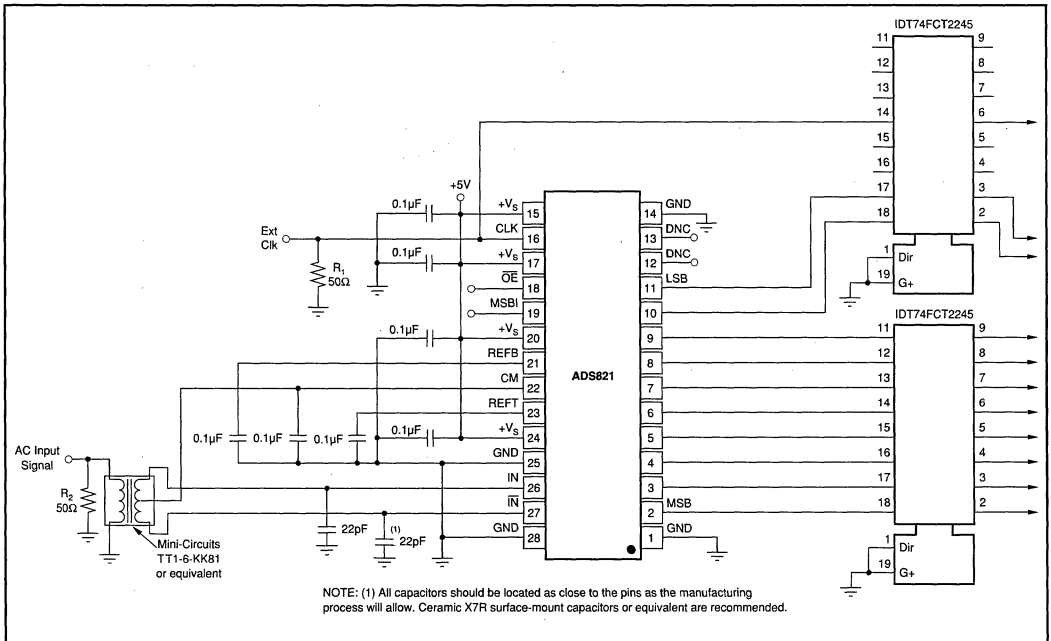 IDT74FCT2245
11 9
12 8
13 7
14 6
15 5
16 4
17 3
18 2
1 Dir
19 G+
+5V
0.1µF +VS 15
Ext Clk
CLK 16
0.1µF +VS 17
R1 50Ω
OE 18
MSBI 19
0.1µF +VS 20
REFB 21
CM 22
REFT 23
0.1µF 0.1µF 0.1µF 0.1µF +VS 24
GND 25
AC Input Signal
IN 26
R2 50Ω
IN 27
22pF (1) 22pF
GND 28
Mini-Circuits
TT1-6-KK81
or equivalent
ADS821
14 GND
13 DNC
12 DNC
11 LSB
10
9
8
7
6
5
4
3
2 MSB
1 GND
IDT74FCT2245
11 9
12 8
13 7
14 6
15 5
16 4
17 3
18 2
1 Dir
19 G+
NOTE: (1) All capacitors should be located as close to the pins as the manufacturing
process will allow. Ceramic X7R surface-mount capacitors or equivalent are recommended.